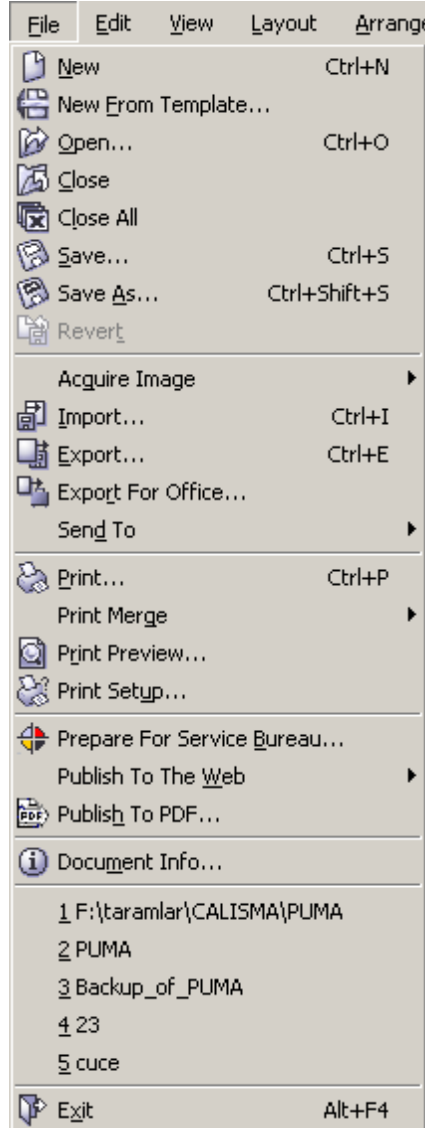 File Edit View Layout Arrange
New Ctrl+N
New From Template...
Open... Ctrl+O
Close
Close All
Save... Ctrl+S
Save As... Ctrl+Shift+S
Revert
Acquire Image
Import... Ctrl+I
Export... Ctrl+E
Export For Office...
Send To
Print... Ctrl+P
Print Merge
Print Preview...
Print Setup...
Prepare For Service Bureau...
Publish To The Web
PDF Publish To PDF...
Document Info...
1 F:\taramlar\CALISMA\PUMA
2 PUMA
3 Backup_of_PUMA
4 23
5 cuce
Exit Alt+F4